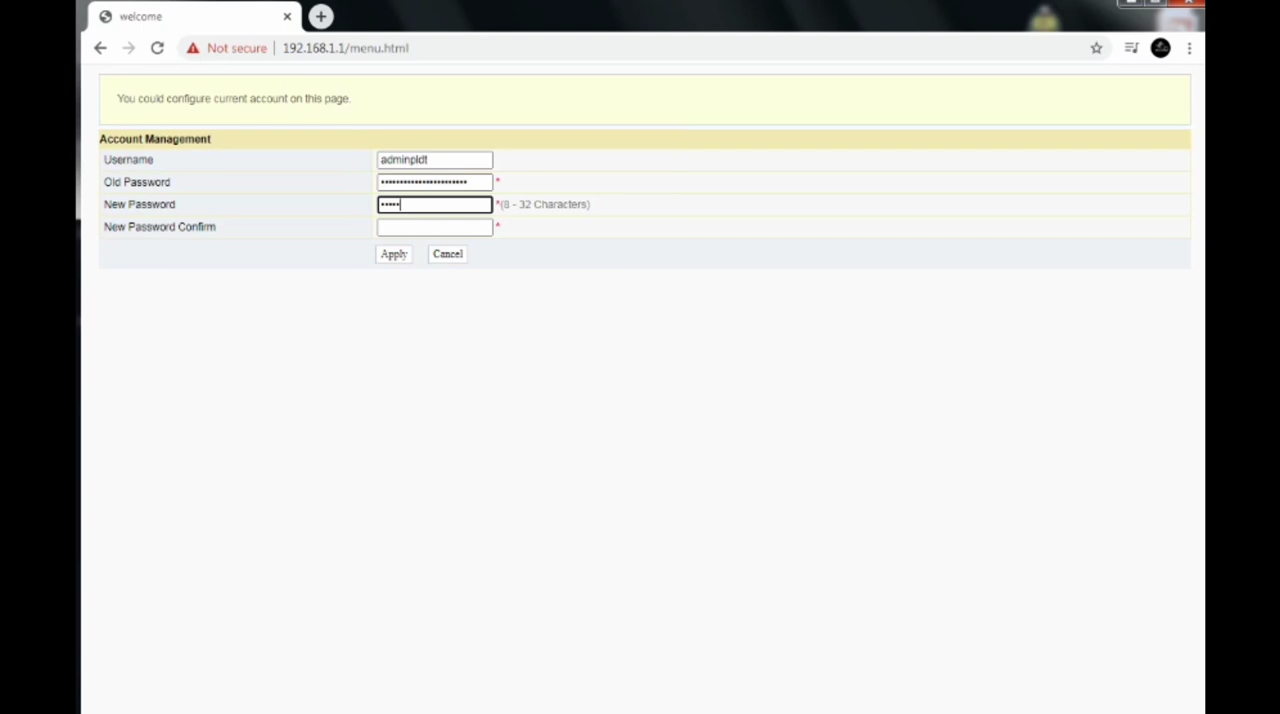 welcome
Not secure 192.168.1.1/menu.html
You could configure current account on this page.
Account Management
Username adminpldt
Old Password ••••••••••••••••••••••• *
New Password ••••• *(8 - 32 Characters)
New Password Confirm *
Apply Cancel